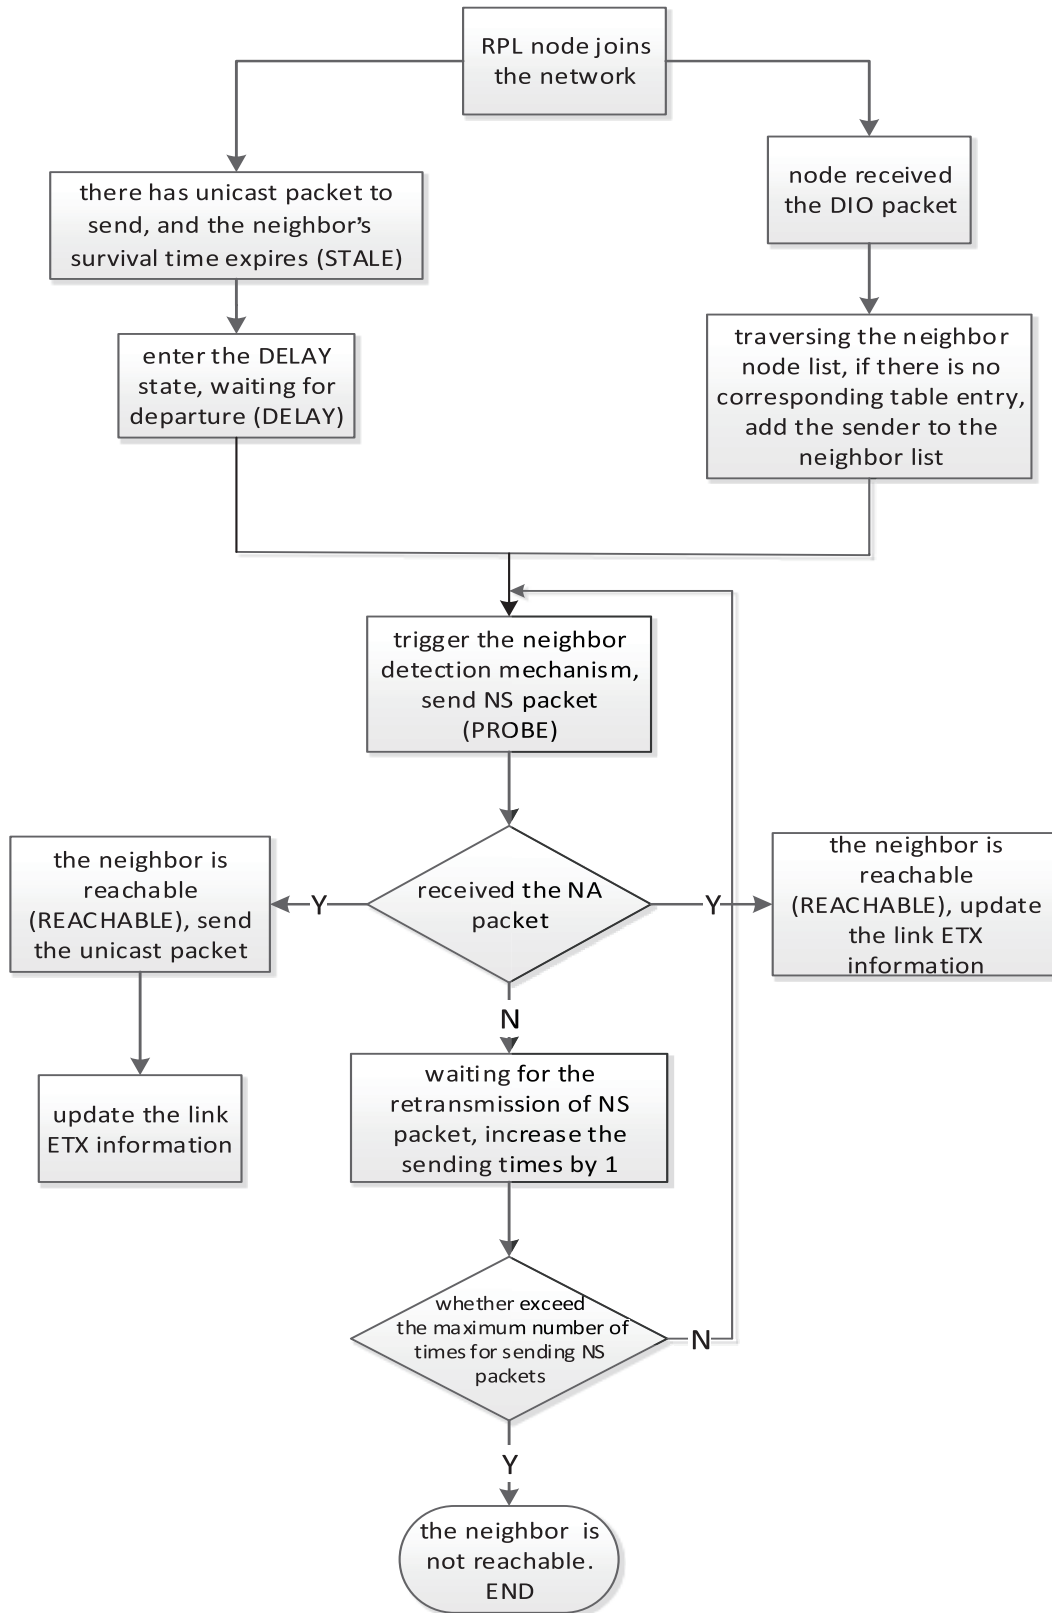 RPL node joins
the network
there has unicast packet to
send, and the neighbor's
survival time expires (STALE)
node received
the DIO packet
enter the DELAY
state, waiting for
departure (DELAY)
traversing the neighbor
node list, if there is no
corresponding table entry,
add the sender to the
neighbor list
trigger the neighbor
detection mechanism,
send NS packet
(PROBE)
received the NA
packet
Y
the neighbor is
reachable
(REACHABLE), send
the unicast packet
Y
the neighbor is
reachable
(REACHABLE), update
the link ETX
information
update the link
ETX information
N
waiting for the
retransmission of NS
packet, increase the
sending times by 1
whether exceed
the maximum number of
times for sending NS
packets
N
Y
the neighbor is
not reachable.
END